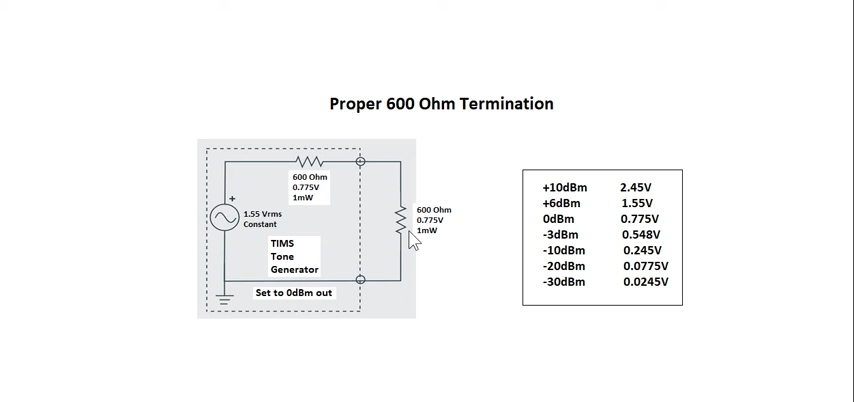 Proper 600 Ohm Termination
600 Ohm
0.775V
1mW
+
1.55 Vrms
Constant
600 Ohm
0.775V
1mW
TIMS
Tone
Generator
Set to 0dBm out
+10dBm 2.45V
+6dBm 1.55V
0dBm 0.775V
-3dBm 0.548V
-10dBm 0.245V
-20dBm 0.0775V
-30dBm 0.0245V